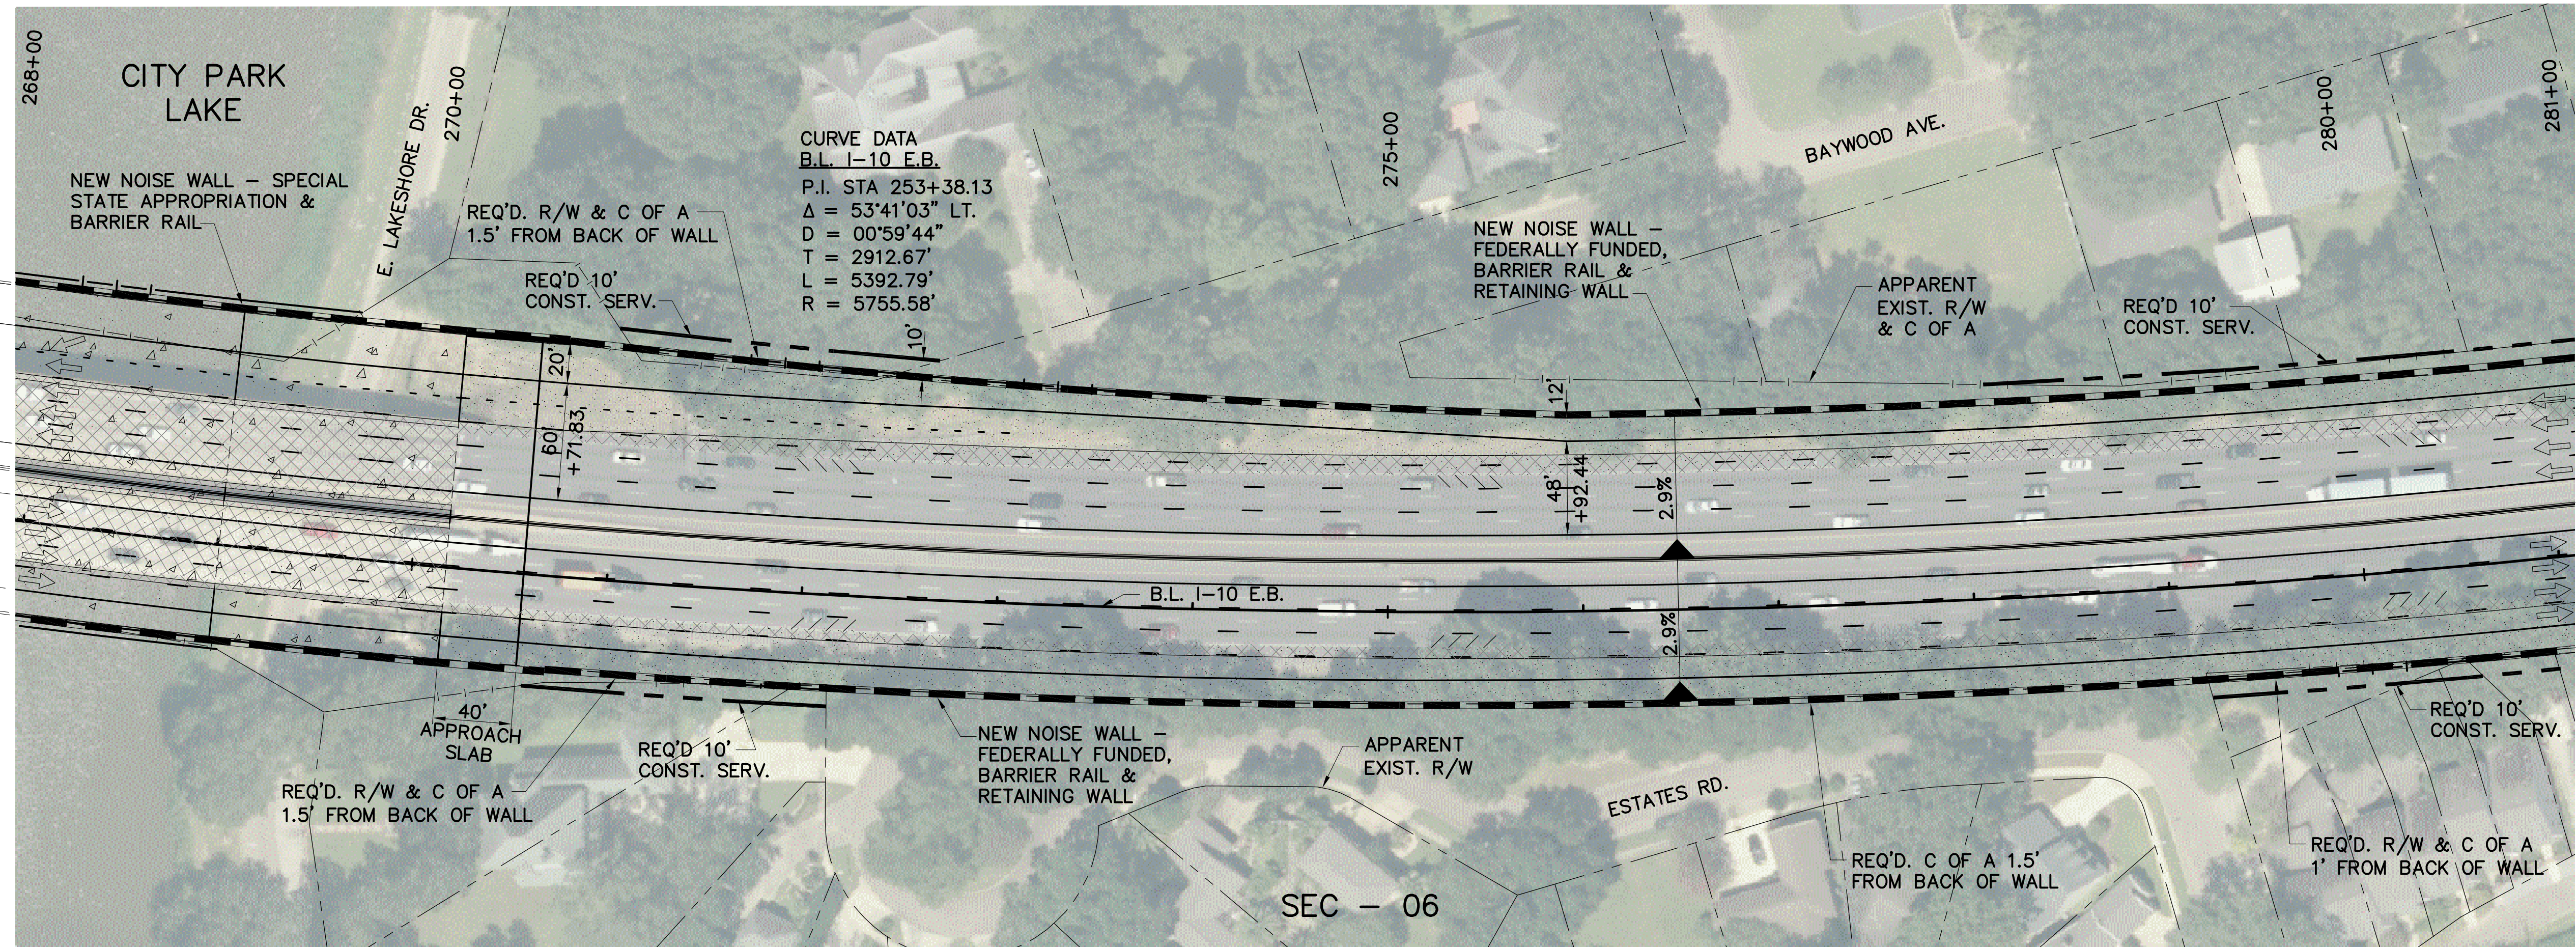 268+00
CITY PARK
LAKE
E. LAKESHORE DR.
270+00
NEW NOISE WALL – SPECIAL
STATE APPROPRIATION &
BARRIER RAIL
REQ'D. R/W & C OF A
1.5' FROM BACK OF WALL
REQ'D 10'
CONST. SERV.
CURVE DATA
B.L. I-10 E.B.
P.I. STA 253+38.13
Δ = 53°41'03" LT.
D = 00°59'44"
T = 2912.67'
L = 5392.79'
R = 5755.58'
10'
275+00
NEW NOISE WALL –
FEDERALLY FUNDED,
BARRIER RAIL &
RETAINING WALL
BAYWOOD AVE.
APPARENT
EXIST. R/W
& C OF A
REQ'D 10'
CONST. SERV.
280+00
281+00
20'
60'
+71.83
12'
48'
+92.44
2.9%
2.9%
B.L. I-10 E.B.
40'
APPROACH
SLAB
REQ'D. R/W & C OF A
1.5' FROM BACK OF WALL
REQ'D 10'
CONST. SERV.
NEW NOISE WALL –
FEDERALLY FUNDED,
BARRIER RAIL &
RETAINING WALL
APPARENT
EXIST. R/W
ESTATES RD.
SEC – 06
REQ'D. C OF A 1.5'
FROM BACK OF WALL
REQ'D 10'
CONST. SERV.
REQ'D. R/W & C OF A
1' FROM BACK OF WALL